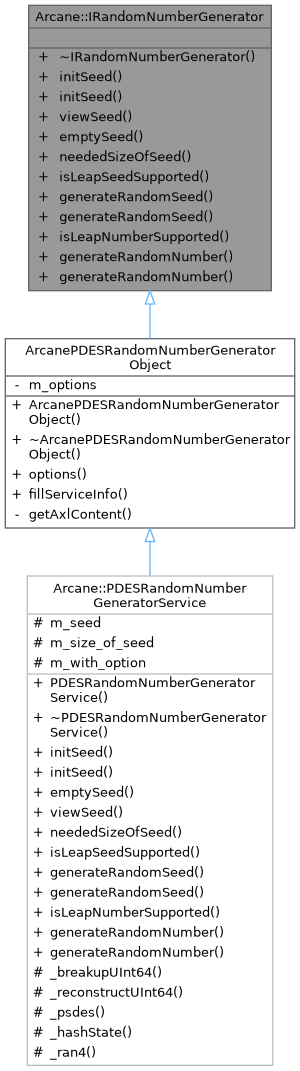 Arcane::IRandomNumberGenerator
+ ~IRandomNumberGenerator()
+ initSeed()
+ initSeed()
+ viewSeed()
+ emptySeed()
+ neededSizeOfSeed()
+ isLeapSeedSupported()
+ generateRandomSeed()
+ generateRandomSeed()
+ isLeapNumberSupported()
+ generateRandomNumber()
+ generateRandomNumber()
ArcanePDESRandomNumberGenerator
Object
- m_options
+ ArcanePDESRandomNumberGenerator
Object()
+ ~ArcanePDESRandomNumberGenerator
Object()
+ options()
+ fillServiceInfo()
- getAxlContent()
Arcane::PDESRandomNumber
GeneratorService
# m_seed
# m_size_of_seed
# m_with_option
+ PDESRandomNumberGenerator
Service()
+ ~PDESRandomNumberGenerator
Service()
+ initSeed()
+ initSeed()
+ emptySeed()
+ viewSeed()
+ neededSizeOfSeed()
+ isLeapSeedSupported()
+ generateRandomSeed()
+ generateRandomSeed()
+ isLeapNumberSupported()
+ generateRandomNumber()
+ generateRandomNumber()
# _breakupUInt64()
# _reconstructUInt64()
# _psdes()
# _hashState()
# _ran4()